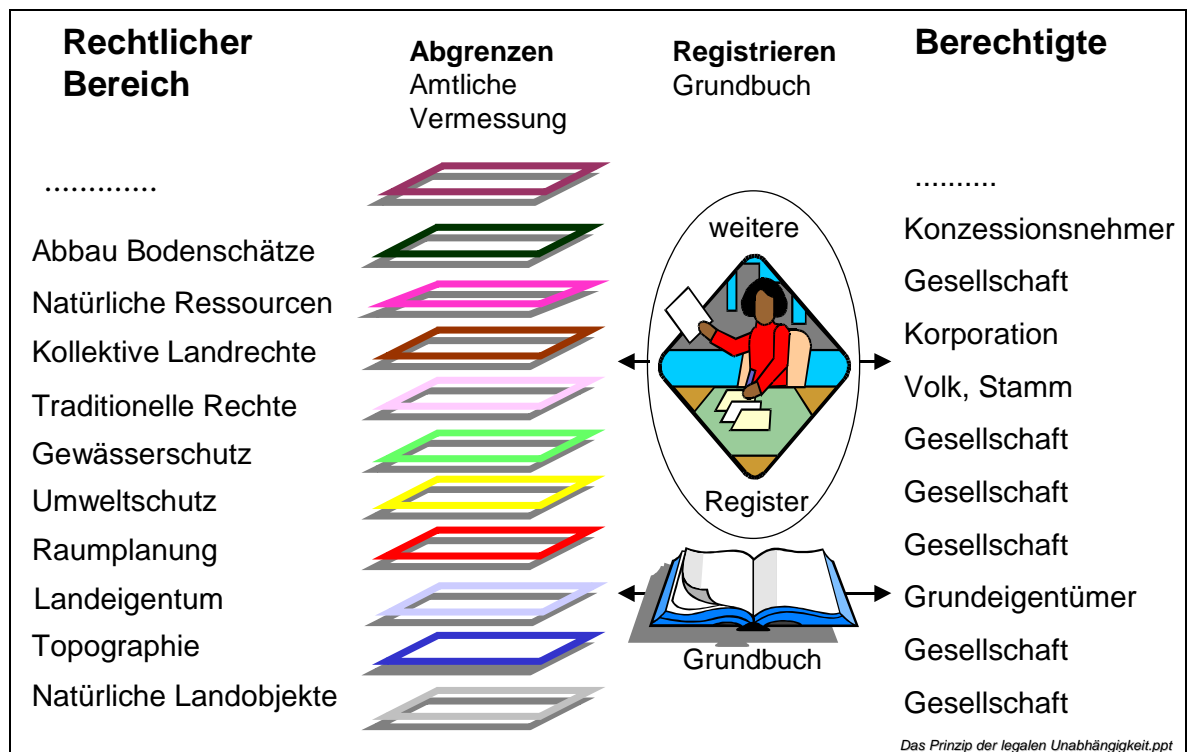 Rechtlicher
Bereich
Abgrenzen
Amtliche
Vermessung
Registrieren
Grundbuch
Berechtigte
.............
..........
weitere
Konzessionsnehmer
Abbau Bodenschätze
Gesellschaft
Natürliche Ressourcen
Korporation
Kollektive Landrechte
Volk, Stamm
Traditionelle Rechte
Gesellschaft
Gewässerschutz
Gesellschaft
Umweltschutz
Register
Gesellschaft
Raumplanung
Grundeigentümer
Landeigentum
Gesellschaft
Topographie
Grundbuch
Gesellschaft
Natürliche Landobjekte
Das Prinzip der legalen Unabhängigkeit.ppt